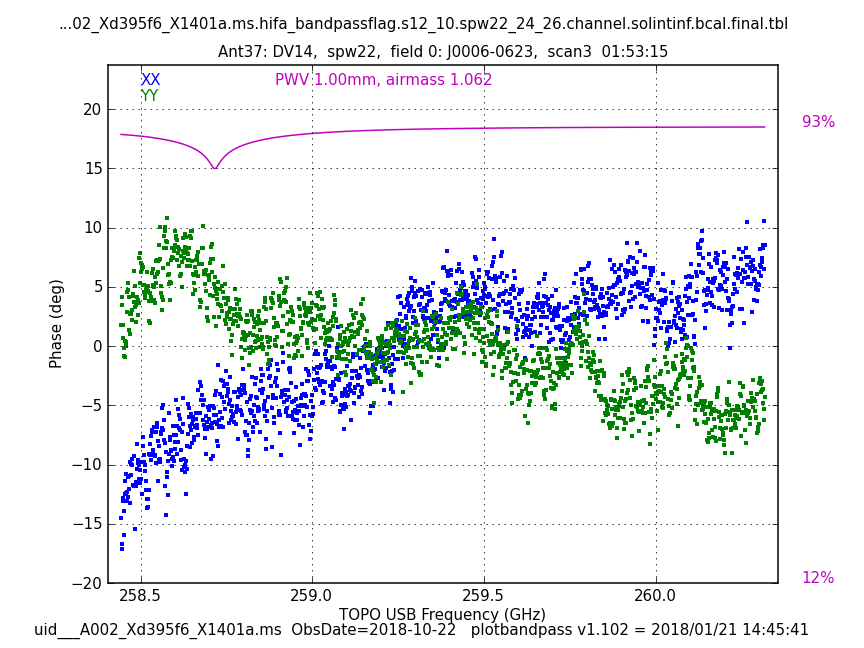 ...02_Xd395f6_X1401a.ms.hifa_bandpassflag.s12_10.spw22_24_26.channel.solintinf.bcal.final.tbl
Ant37: DV14, spw22, field 0: J0006-0623, scan3 01:53:15
XX PWV 1.00mm, airmass 1.062
YY
20
93%
15
10
5
0
−5
−10
−15
−20
12%
Phase (deg)
258.5 259.0 259.5 260.0
TOPO USB Frequency (GHz)
uid___A002_Xd395f6_X1401a.ms ObsDate=2018-10-22 plotbandpass v1.102 = 2018/01/21 14:45:41